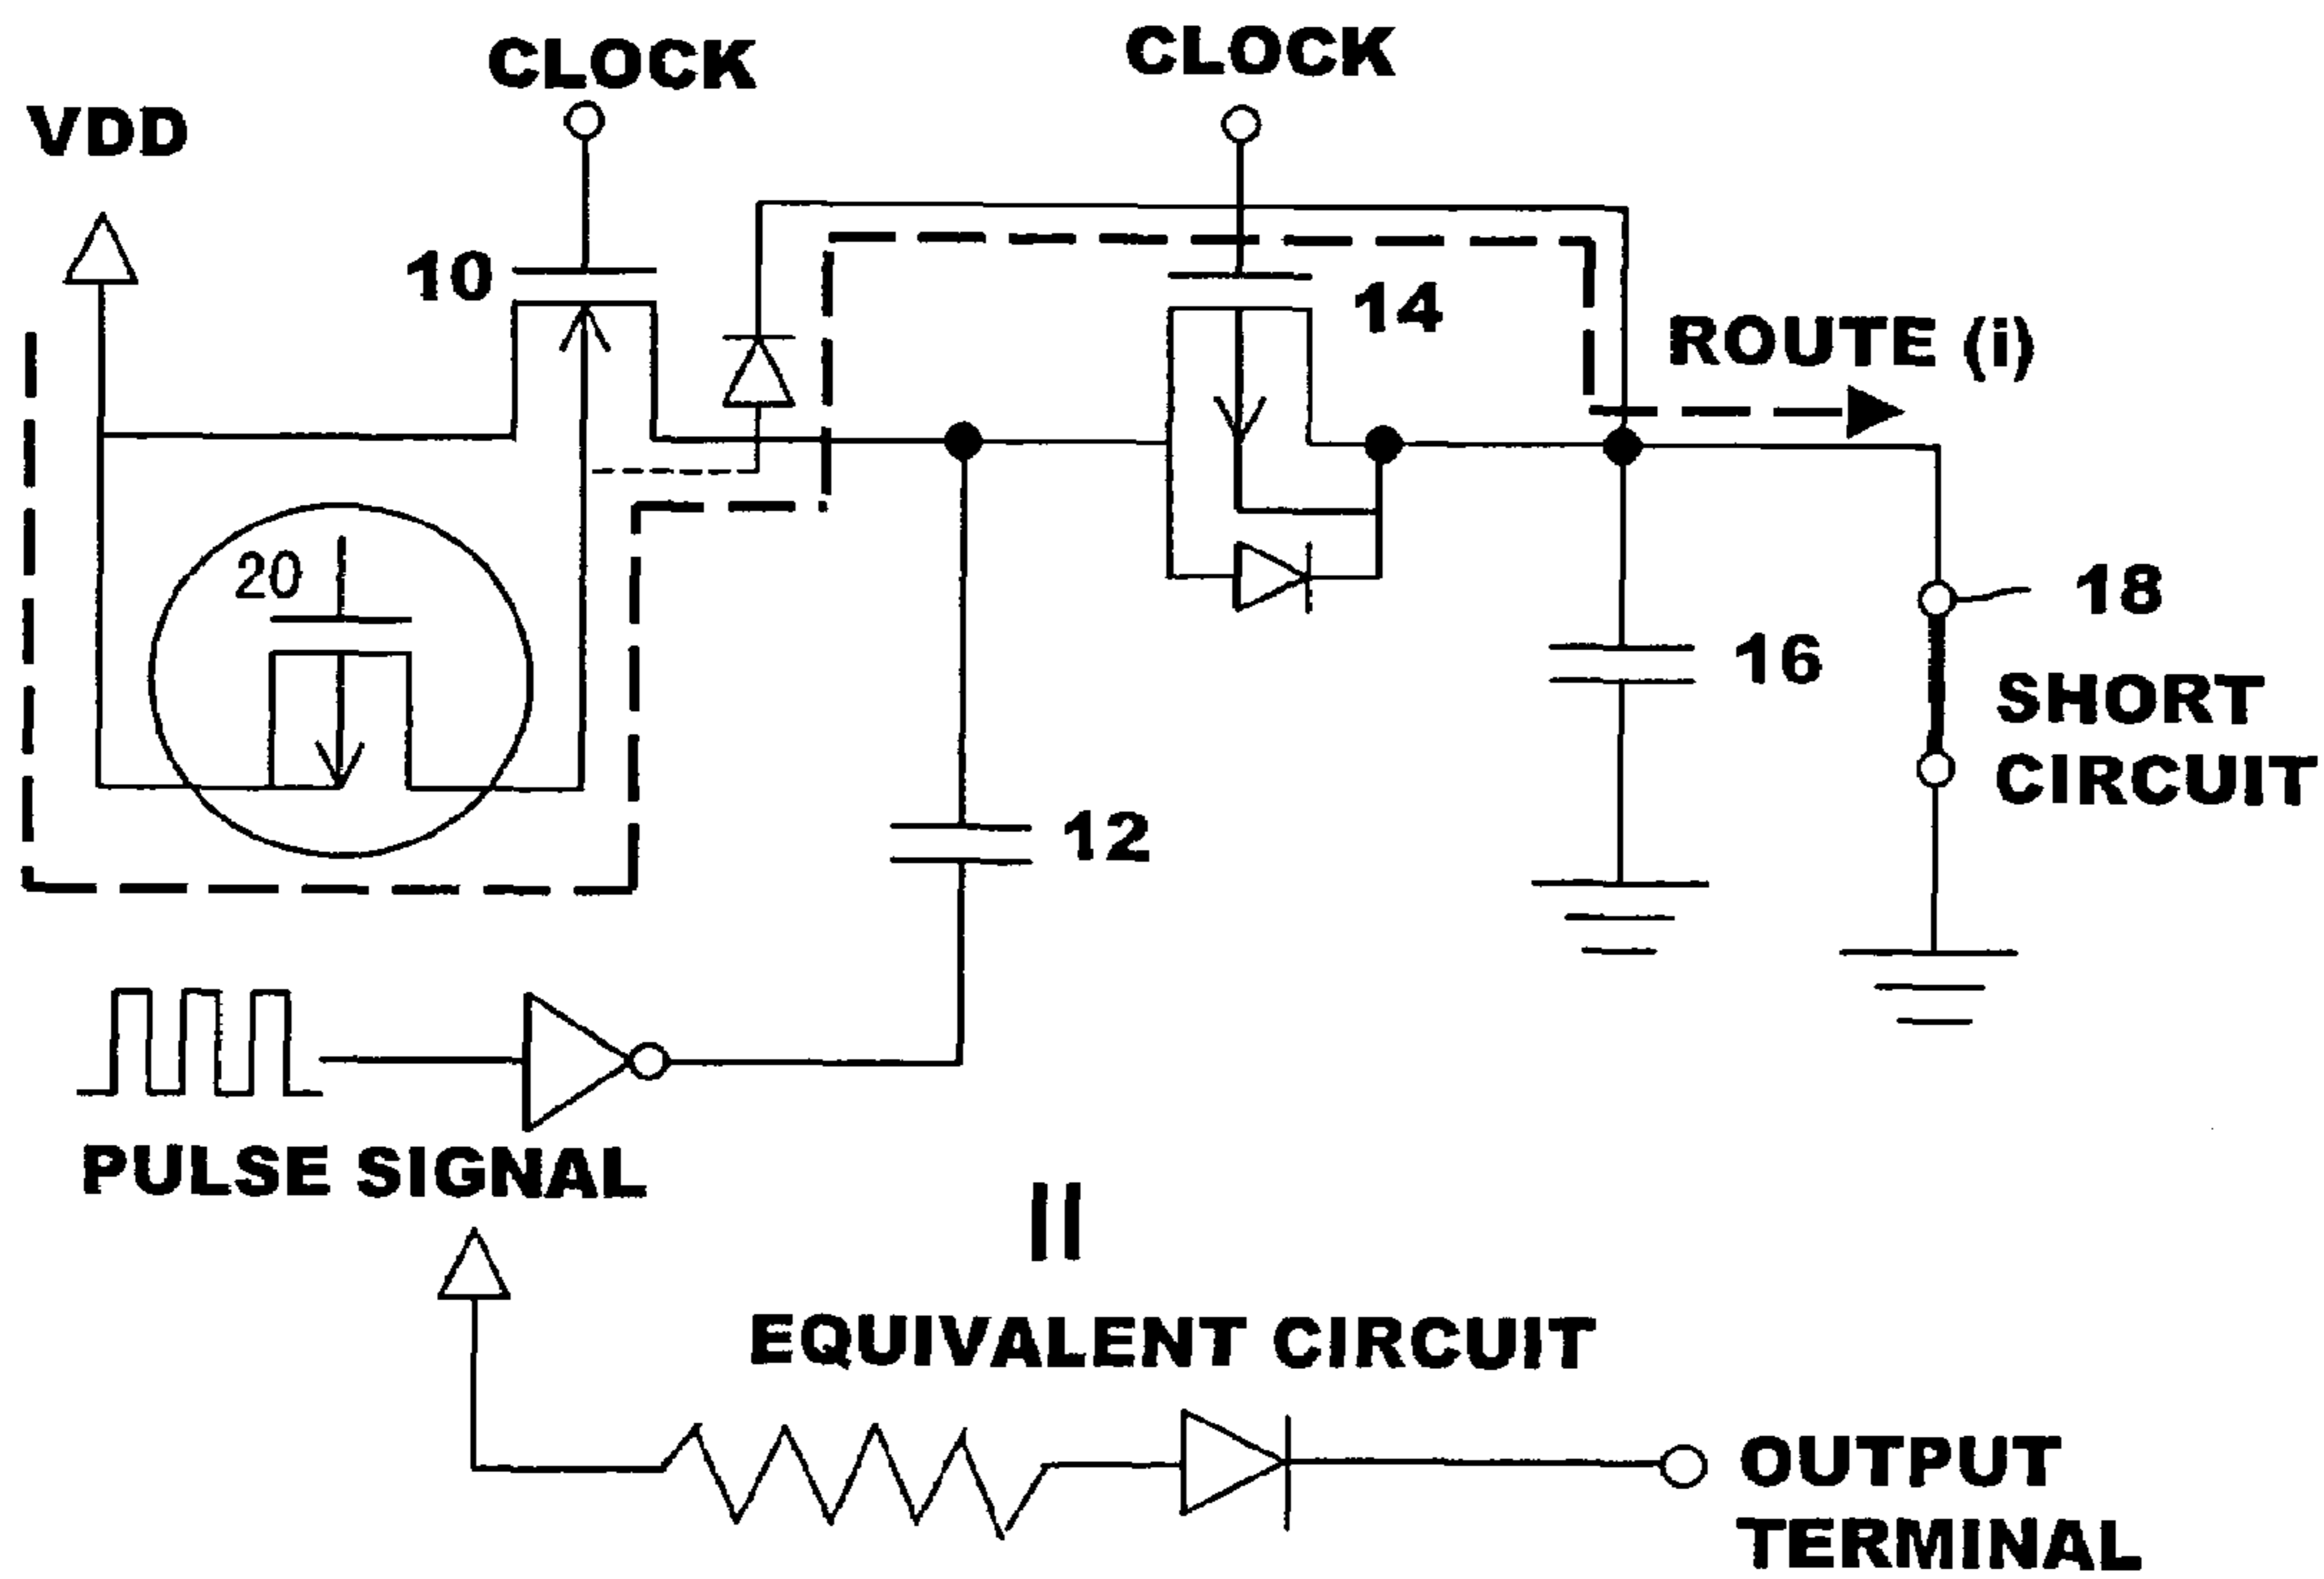 CLOCK
CLOCK
VDD
10
14
ROUTE (i)
20
18
16
SHORT
CIRCUIT
12
PULSE SIGNAL
EQUIVALENT CIRCUIT
OUTPUT
TERMINAL